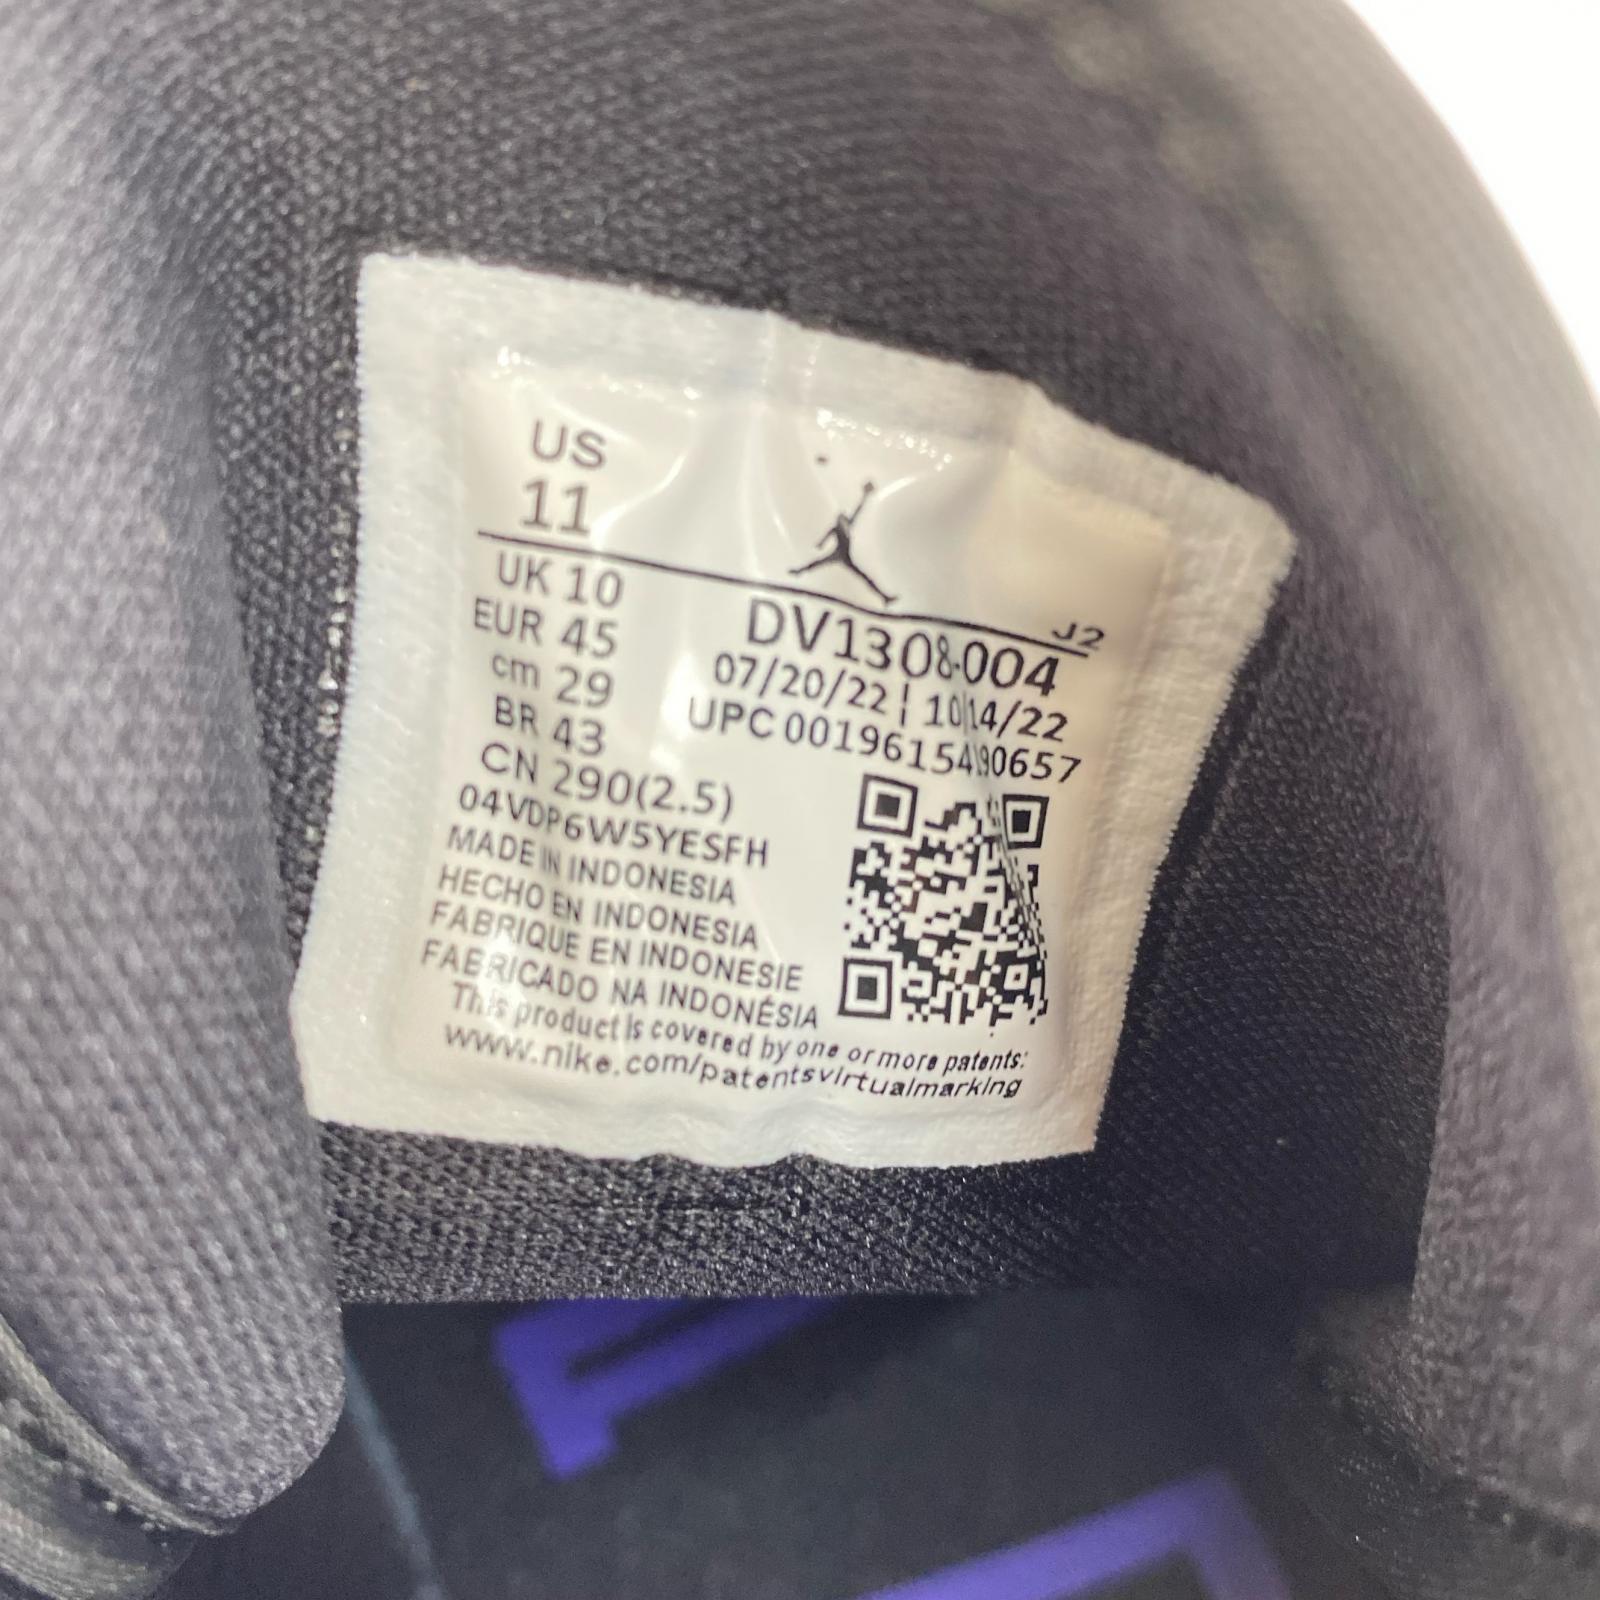 US
11
UK 10
EUR 45
cm 29
BR 43
CN 290(2.5)
04VDP6W5YESFH
MADE IN INDONESIA
HECHO EN INDONESIA
FABRIQUE EN INDONESIE
FABRICADO NA INDONÉSIA
This product is covered by one or more patents:
www.nike.com/patentsvirtualmarking
J2
DV1308-004
07/20/22 | 10/14/22
UPC 00196154190657